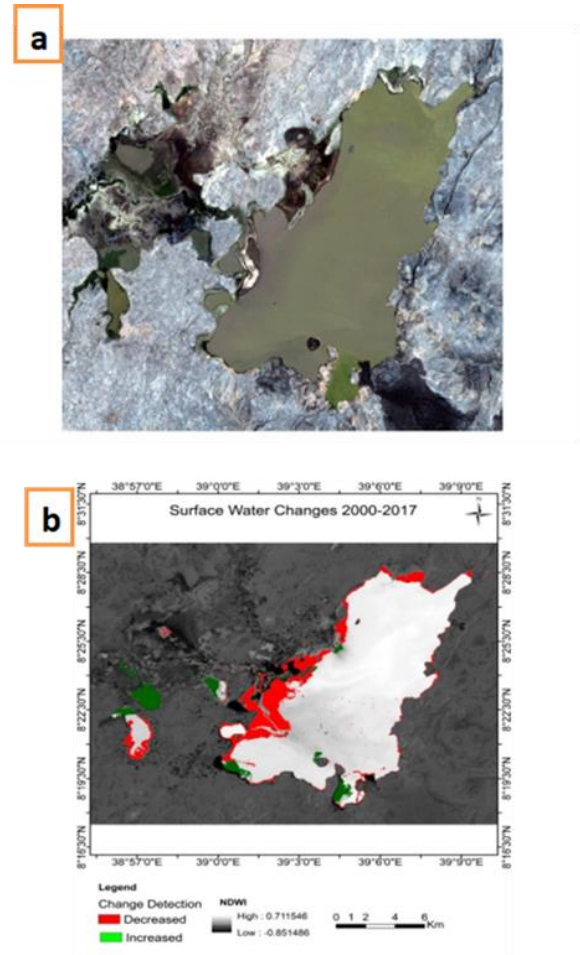 a
b
38°57'0"E 39°0'0"E 39°3'0"E 39°6'0"E 39°9'0"E
Surface Water Changes 2000-2017
8°31'30"N 8°31'30"N
8°28'30"N 8°28'30"N
8°25'30"N 8°25'30"N
8°22'30"N 8°22'30"N
8°19'30"N 8°19'30"N
8°16'30"N 8°16'30"N
38°57'0"E 39°0'0"E 39°3'0"E 39°6'0"E 39°9'0"E
Legend
Change Detection NDWI
Decreased High : 0.711546 0 1 2 4 6
Increased Low : -0.851486 Km